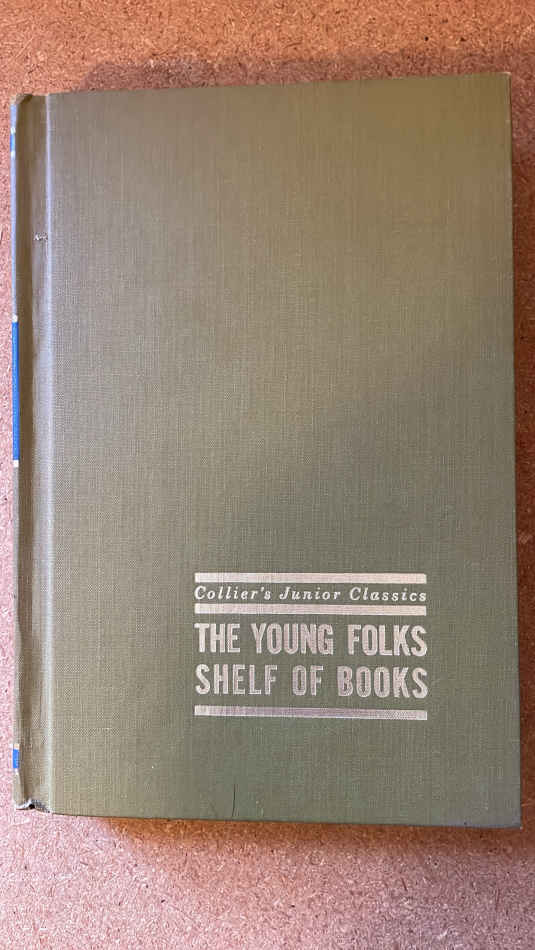 Collier's Junior Classics
THE YOUNG FOLKS
SHELF OF BOOKS